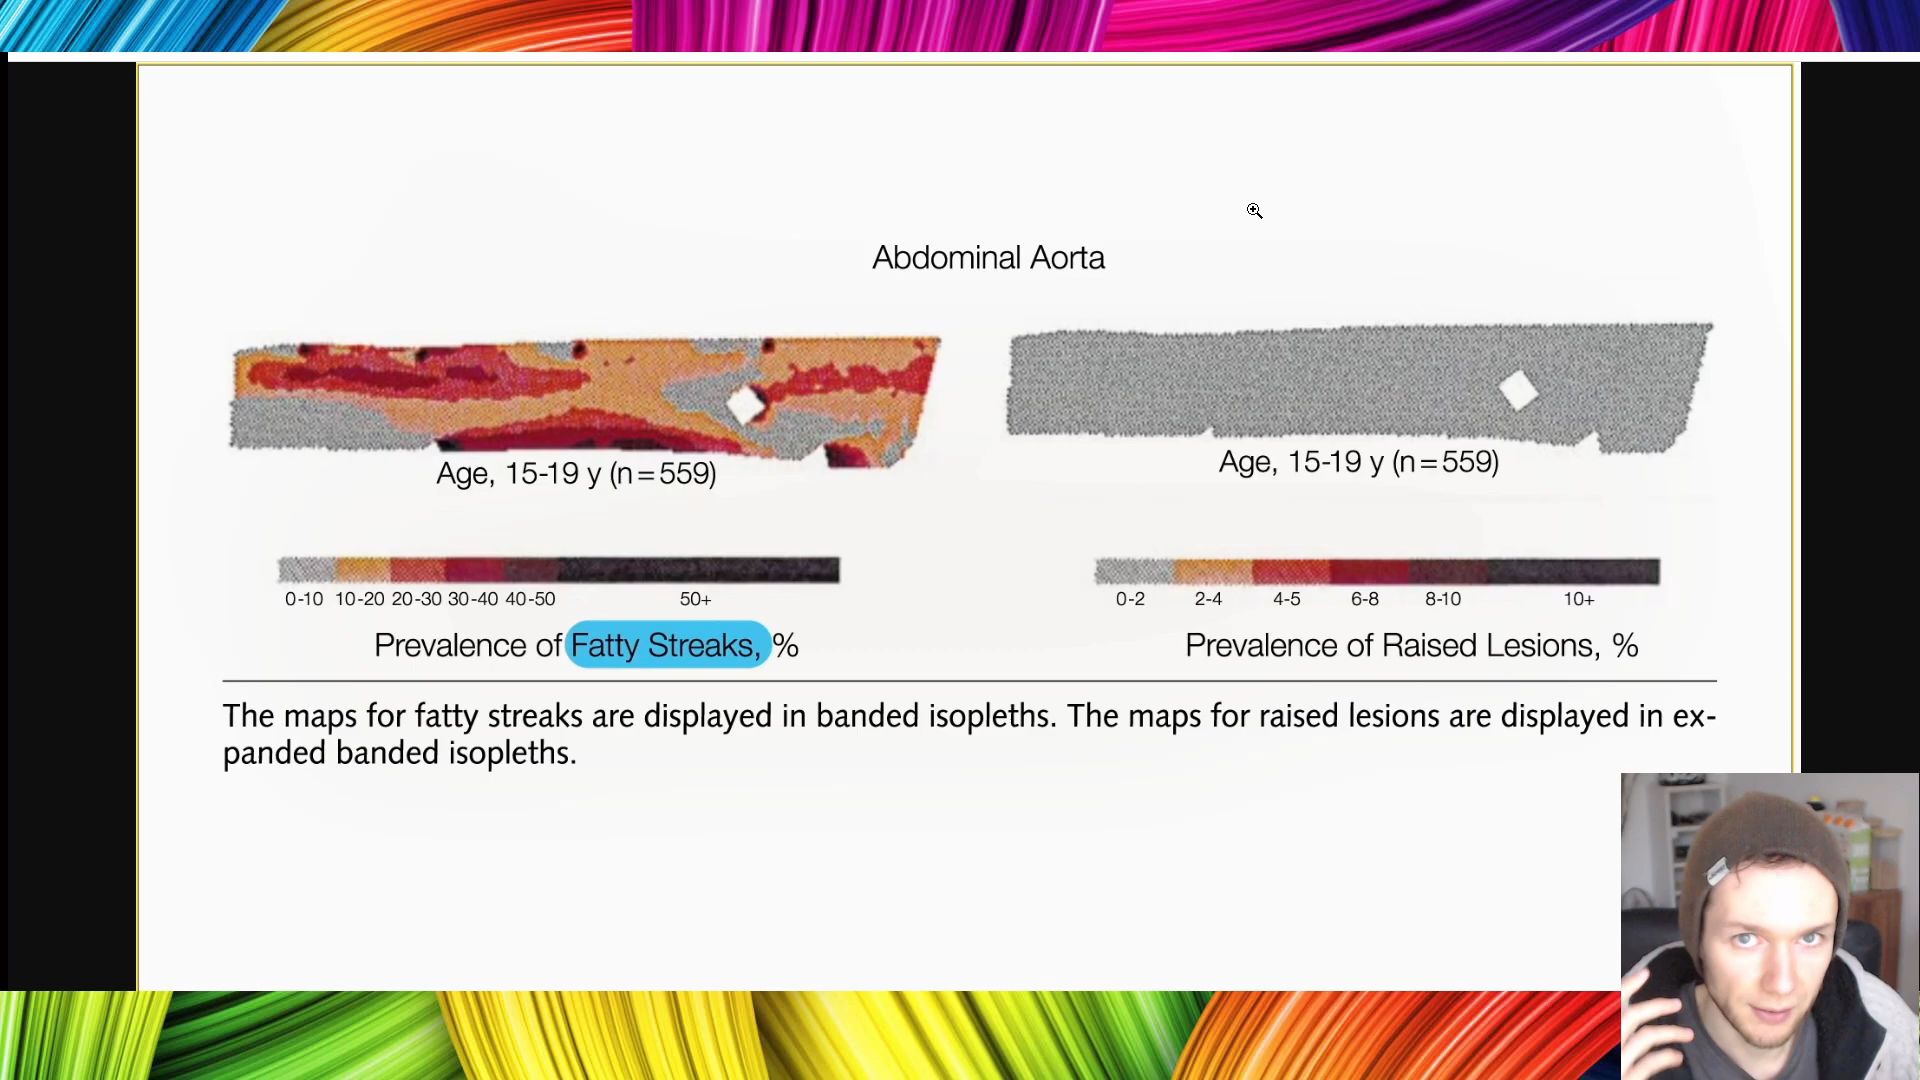 Abdominal Aorta
Age, 15-19 y (n=559)
Age, 15-19 y (n=559)
0-10 10-20 20-30 30-40 40-50 50+
0-2 2-4 4-5 6-8 8-10 10+
Prevalence of Fatty Streaks, %
Prevalence of Raised Lesions, %
The maps for fatty streaks are displayed in banded isopleths. The maps for raised lesions are displayed in ex-
panded banded isopleths.